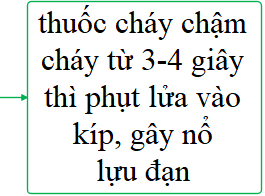 thuốc cháy chậm
cháy từ 3-4 giây
thì phụt lửa vào
kíp, gây nổ
lựu đạn